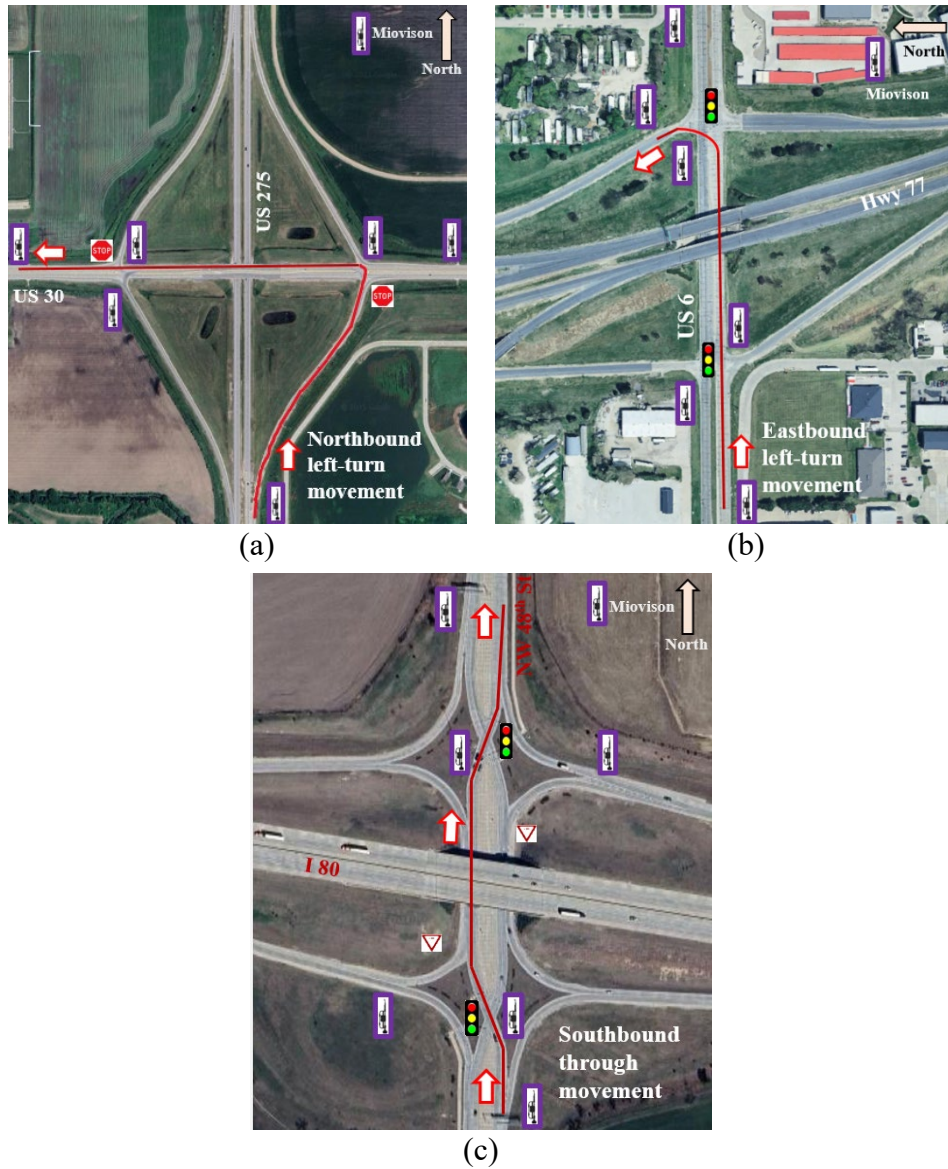 Miovison
North
US 275
STOP
US 30
STOP
Northbound
left-turn
movement
(a)
North
Miovison
Hwy 77
US 6
Eastbound
left-turn
movement
(b)
NW 48th St
Miovison
North
I 80
Southbound
through
movement
(c)